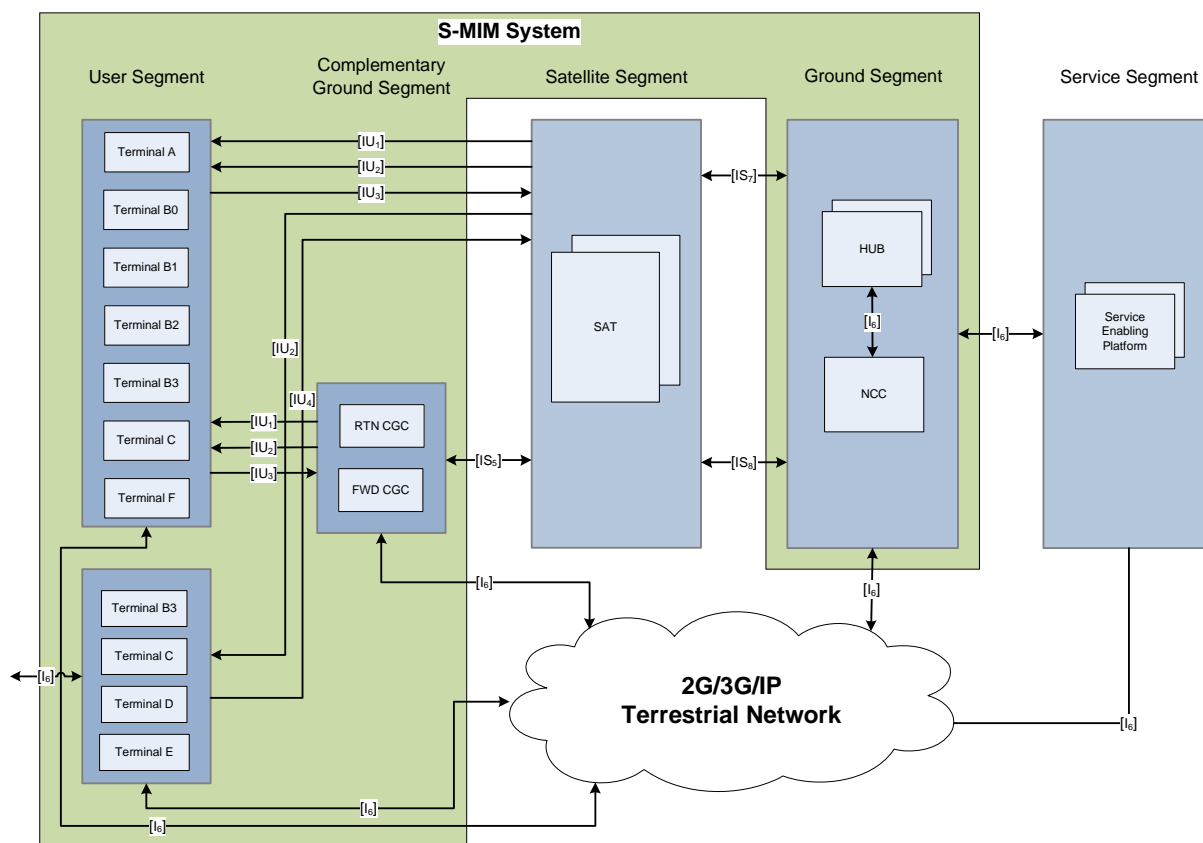 S-MIM System
User Segment
Complementary
Ground Segment
Satellite Segment
Ground Segment
Service Segment
Terminal A
Terminal B0
Terminal B1
Terminal B2
Terminal B3
Terminal C
Terminal F
[IU₁]
[IU₂]
[IU₃]
[IU₂]
[IU₄]
[IU₁]
[IU₂]
[IU₃]
RTN CGC
FWD CGC
[IS₅]
SAT
[IS₇]
[IS₈]
HUB
[I₆]
NCC
[I₆]
Service
Enabling
Platform
Terminal B3
Terminal C
Terminal D
Terminal E
[I₆]
[I₆]
[I₆]
2G/3G/IP
Terrestrial Network
[I₆]
[I₆]
[I₆]